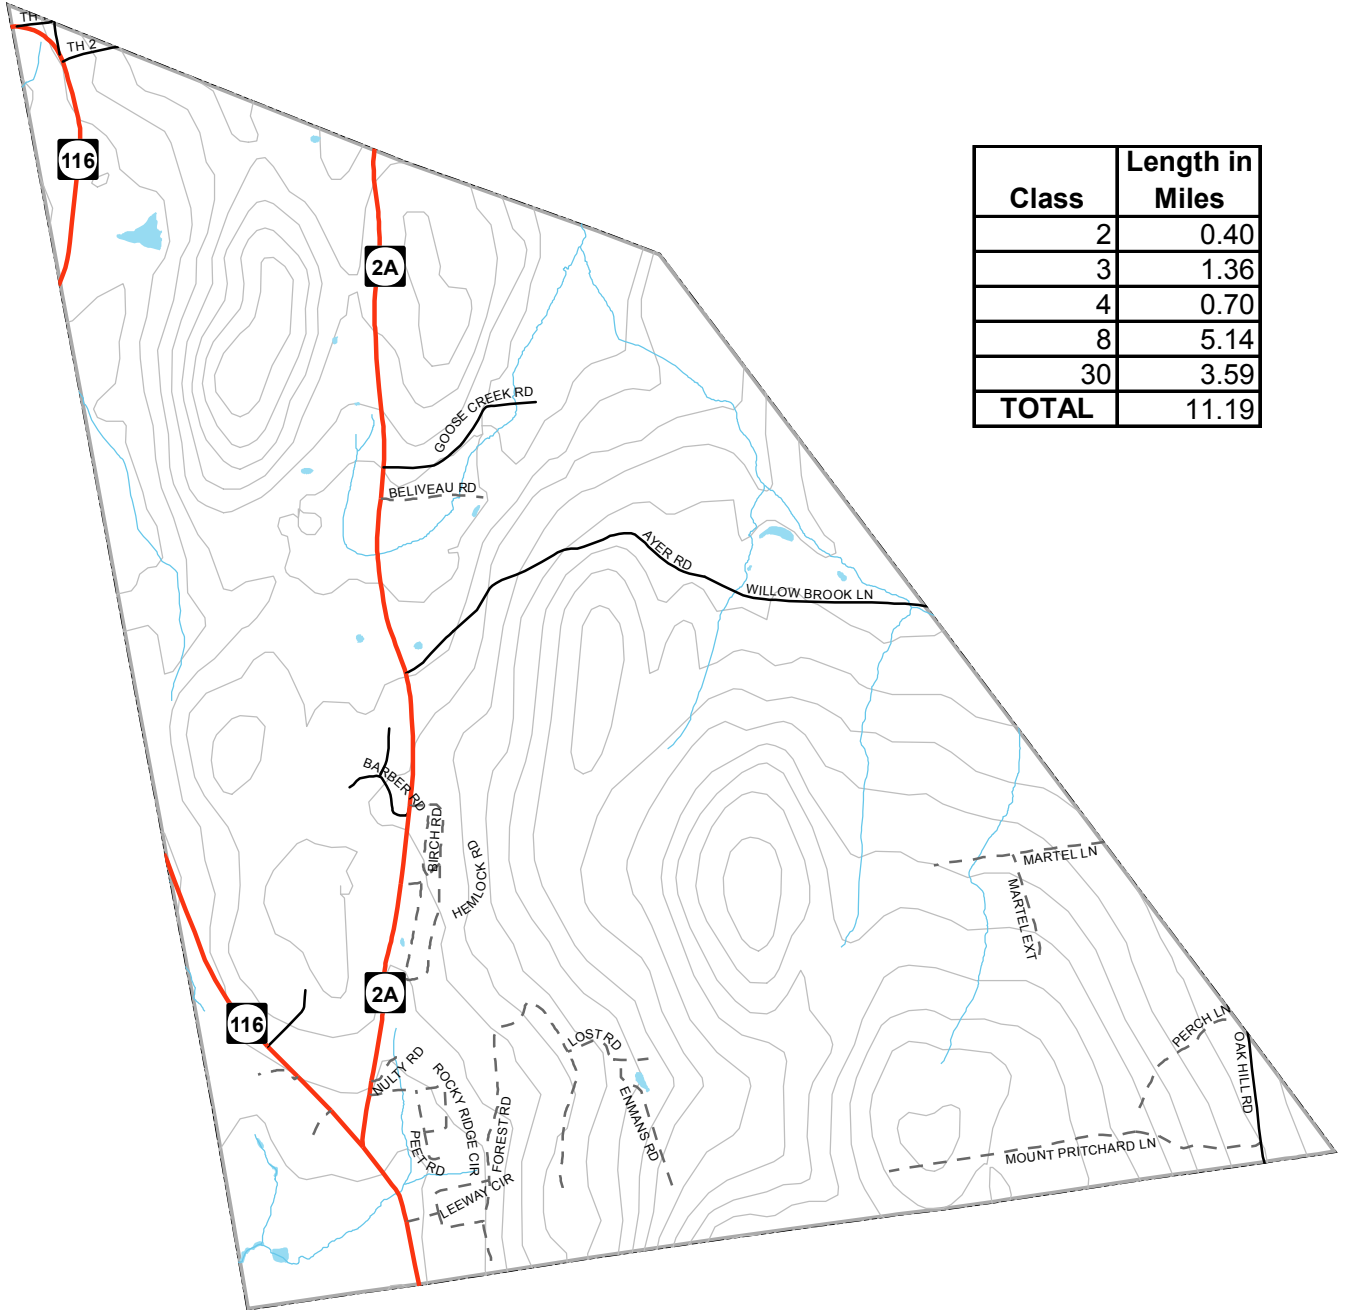 TH
TH 2
116
2A
Class
Length in
Miles
2 0.40
3 1.36
4 0.70
8 5.14
30 3.59
TOTAL 11.19
GOOSE CREEK RD
BELIVEAU RD
AYER RD
WILLOW BROOK LN
BARBER RD
BIRCH RD
HEMLOCK RD
MARTEL LN
MARTEL EXT
2A
116
PERCH LN
OAK HILL RD
LOST RD
NULTY RD
ROCKY RIDGE CIR
FOREST RD
ENMANS RD
PEET RD
MOUNT PRITCHARD LN
LEEWAY CIR